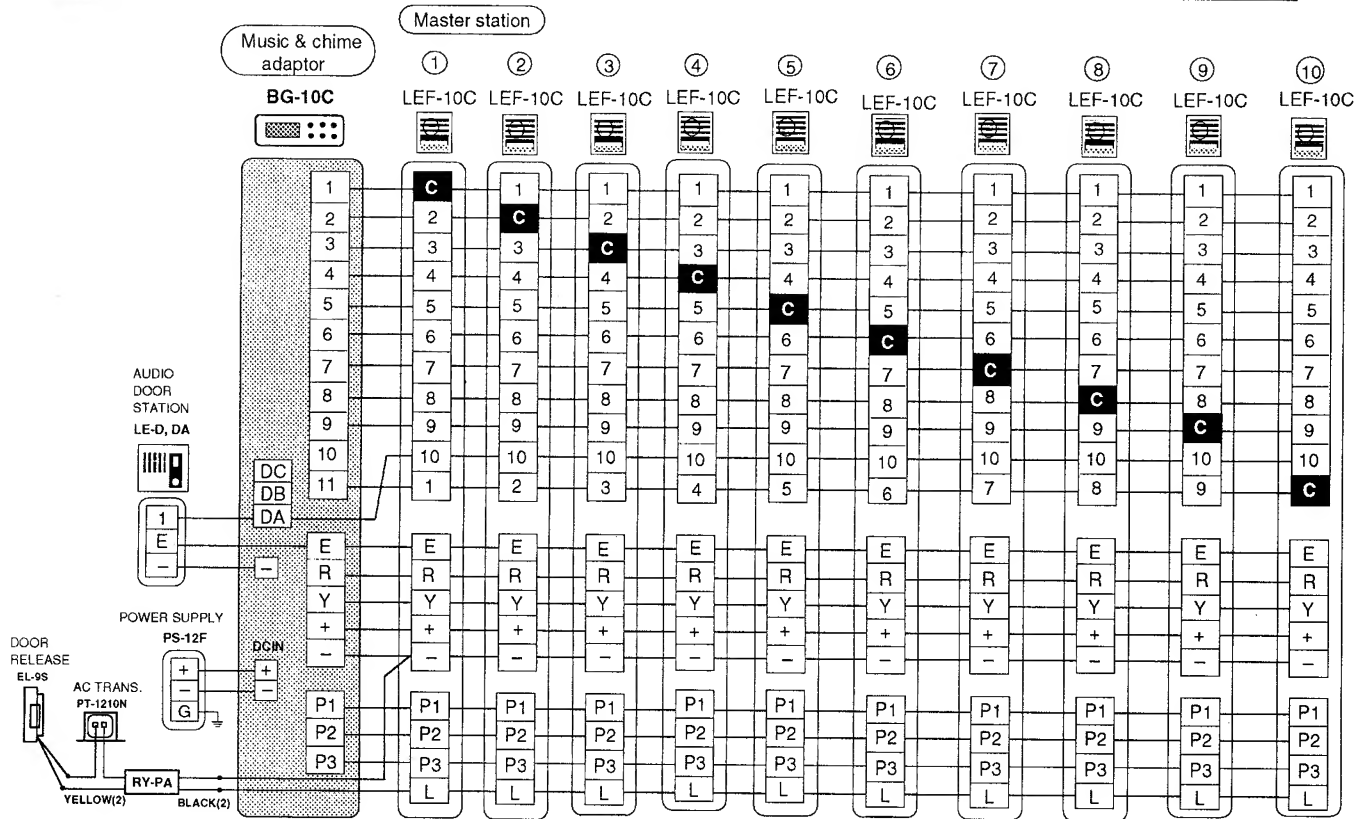 Master station
Music & chime
adaptor
① ② ③ ④ ⑤ ⑥ ⑦ ⑧ ⑨ ⑩
BG-10C LEF-10C LEF-10C LEF-10C LEF-10C LEF-10C LEF-10C LEF-10C LEF-10C LEF-10C LEF-10C
1 C 1 1 1 1 1 1 1 1 1
2 2 C 2 2 2 2 2 2 2 2
3 3 3 C 3 3 3 3 3 3 3
4 4 4 4 C 4 4 4 4 4 4
5 5 5 5 5 C 5 5 5 5 5
6 6 6 6 6 6 C 6 6 6 6
7 7 7 7 7 7 7 C 7 7 7
8 8 8 8 8 8 8 8 C 8 8
9 9 9 9 9 9 9 9 9 C 9
10 10 10 10 10 10 10 10 10 10 10
11 1 2 3 4 5 6 7 8 9 C
AUDIO
DOOR
STATION
LE-D, DA
DC
DB
DA
1
E
–
–
E E E E E E E E E E E
R R R R R R R R R R R
Y Y Y Y Y Y Y Y Y Y Y
+ + + + + + + + + + +
– – – – – – – – – – –
POWER SUPPLY
PS-12F
DCIN
+ +
– –
G
DOOR
RELEASE
EL-9S
AC TRANS.
PT-1210N
P1 P1 P1 P1 P1 P1 P1 P1 P1 P1 P1
P2 P2 P2 P2 P2 P2 P2 P2 P2 P2 P2
P3 P3 P3 P3 P3 P3 P3 P3 P3 P3 P3
L L L L L L L L L L
RY-PA
YELLOW(2)
BLACK(2)